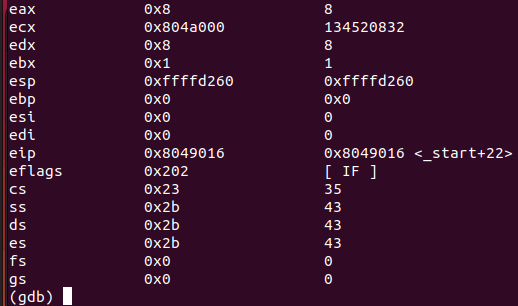 eax 0x8 8
ecx 0x804a000 134520832
edx 0x8 8
ebx 0x1 1
esp 0xffffd260 0xffffd260
ebp 0x0 0x0
esi 0x0 0
edi 0x0 0
eip 0x8049016 0x8049016 <_start+22>
eflags 0x202 [ IF ]
cs 0x23 35
ss 0x2b 43
ds 0x2b 43
es 0x2b 43
fs 0x0 0
gs 0x0 0
(gdb)